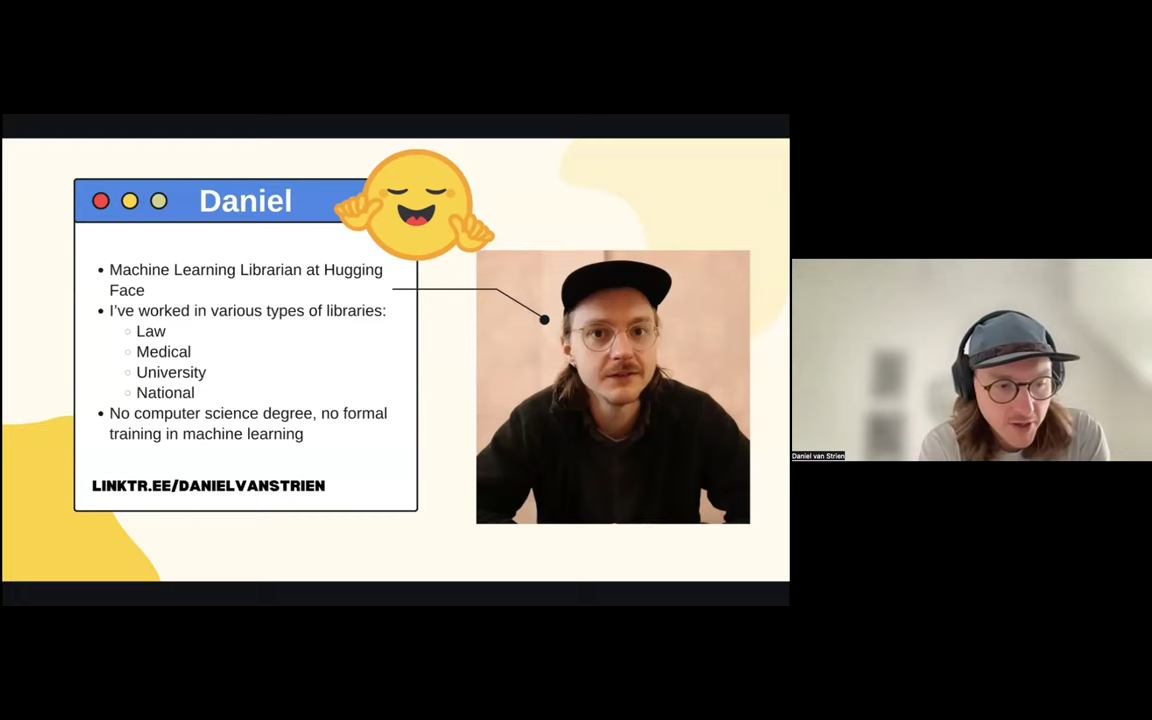 Daniel
Machine Learning Librarian at Hugging
Face
I've worked in various types of libraries:
Law
Medical
University
National
No computer science degree, no formal
training in machine learning
LINKTR.EE/DANIELVANSTRIEN
Daniel van Strien